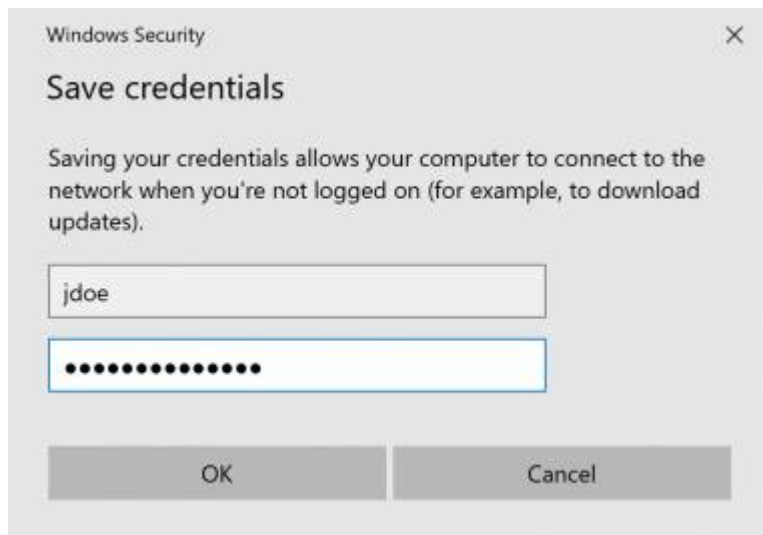 Windows Security
Save credentials
Saving your credentials allows your computer to connect to the
network when you're not logged on (for example, to download
updates).
jdoe
●●●●●●●●●●●●●●
OK
Cancel